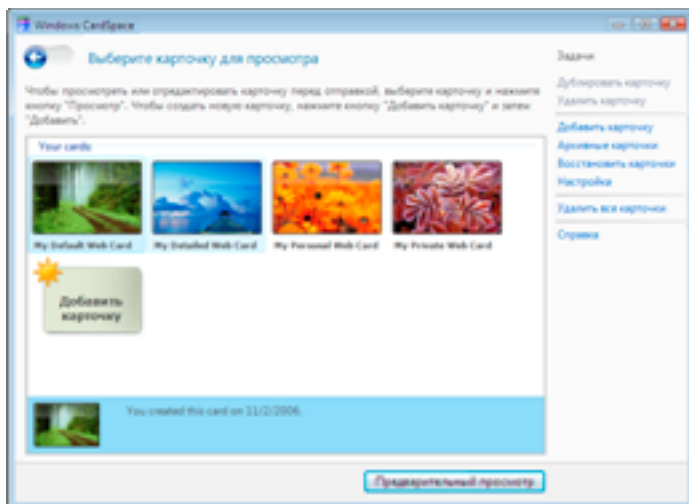 Windows CardSpace
Выберите карточку для просмотра
Чтобы просмотреть или отредактировать карточку перед отправкой, выберите карточку и нажмите
кнопку "Просмотр". Чтобы создать новую карточку, нажмите кнопку "Добавить карточку" и затем
"Добавить".
Your cards:
My Default Web Card
My Detailed Web Card
My Personal Web Card
My Private Web Card
Добавить
карточку
You created this card on 11/2/2006.
Предварительный просмотр
Задачи
Дублировать карточку
Удалить карточку
Добавить карточку
Архивные карточки
Восстановить карточки
Настройка
Удалить все карточки
Справка